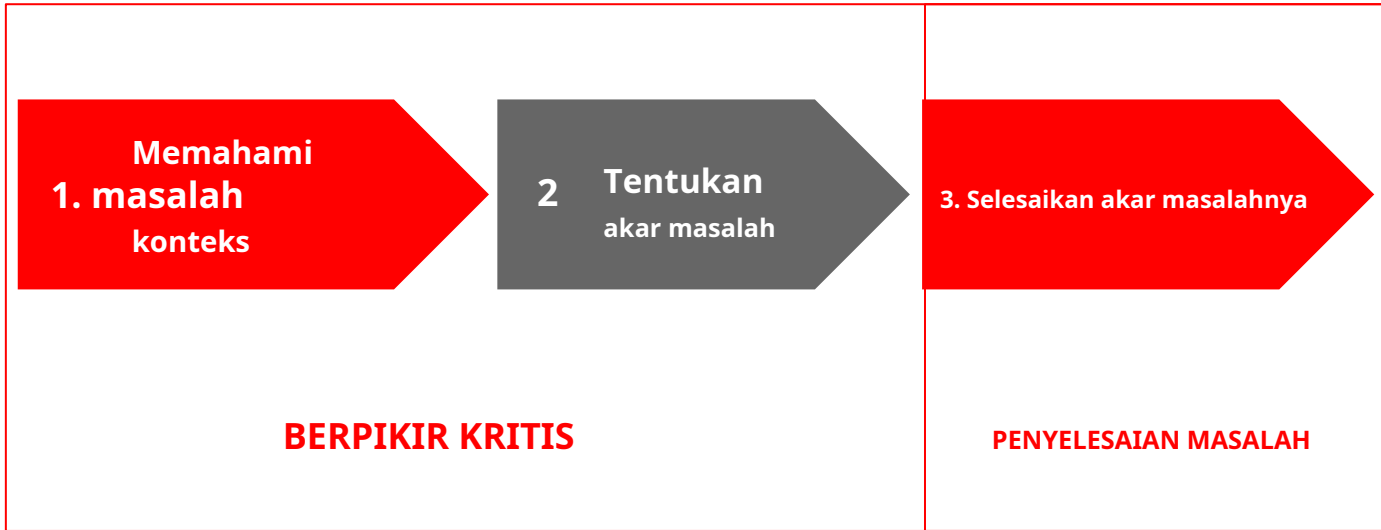 Memahami
1. masalah
konteks
2 Tentukan
akar masalah
3. Selesaikan akar masalahnya
BERPIKIR KRITIS
PENYELESAIAN MASALAH